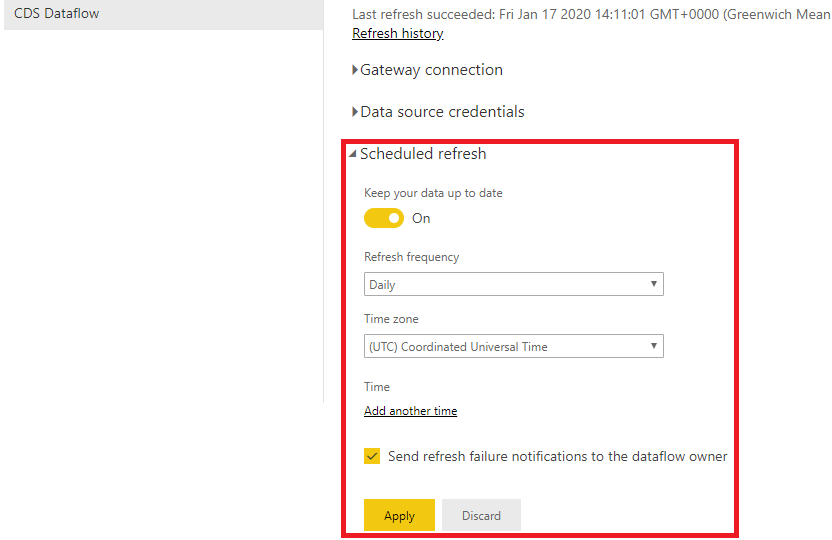 CDS Dataflow
Last refresh succeeded: Fri Jan 17 2020 14:11:01 GMT+0000 (Greenwich Mean
Refresh history
Gateway connection
Data source credentials
Scheduled refresh
Keep your data up to date
On
Refresh frequency
Daily
Time zone
(UTC) Coordinated Universal Time
Time
Add another time
Send refresh failure notifications to the dataflow owner
Apply Discard